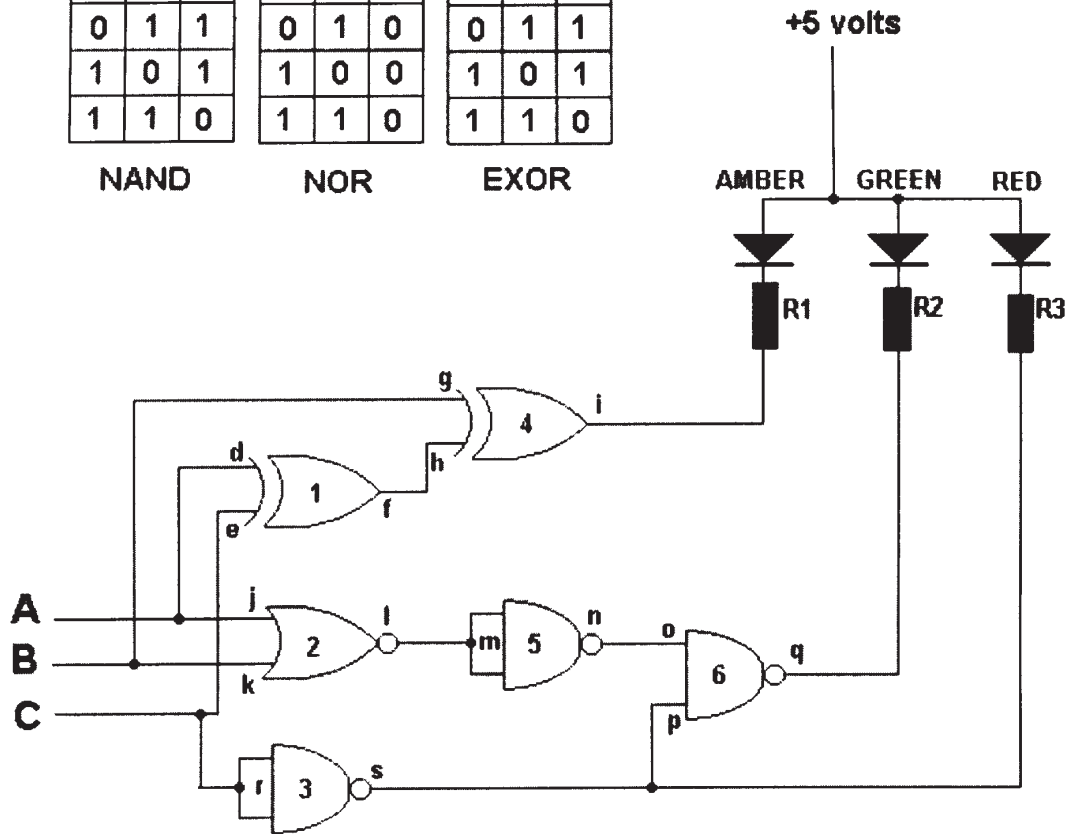 0 1 1
1 0 1
1 1 0
NAND
0 1 0
1 0 0
1 1 0
NOR
0 1 1
1 0 1
1 1 0
EXOR
+5 volts
AMBER GREEN RED
R1 R2 R3
g
4
i
h
d
1
f
e
A
j
2
l
B
k
m
5
n
o
6
q
p
C
r
3
s